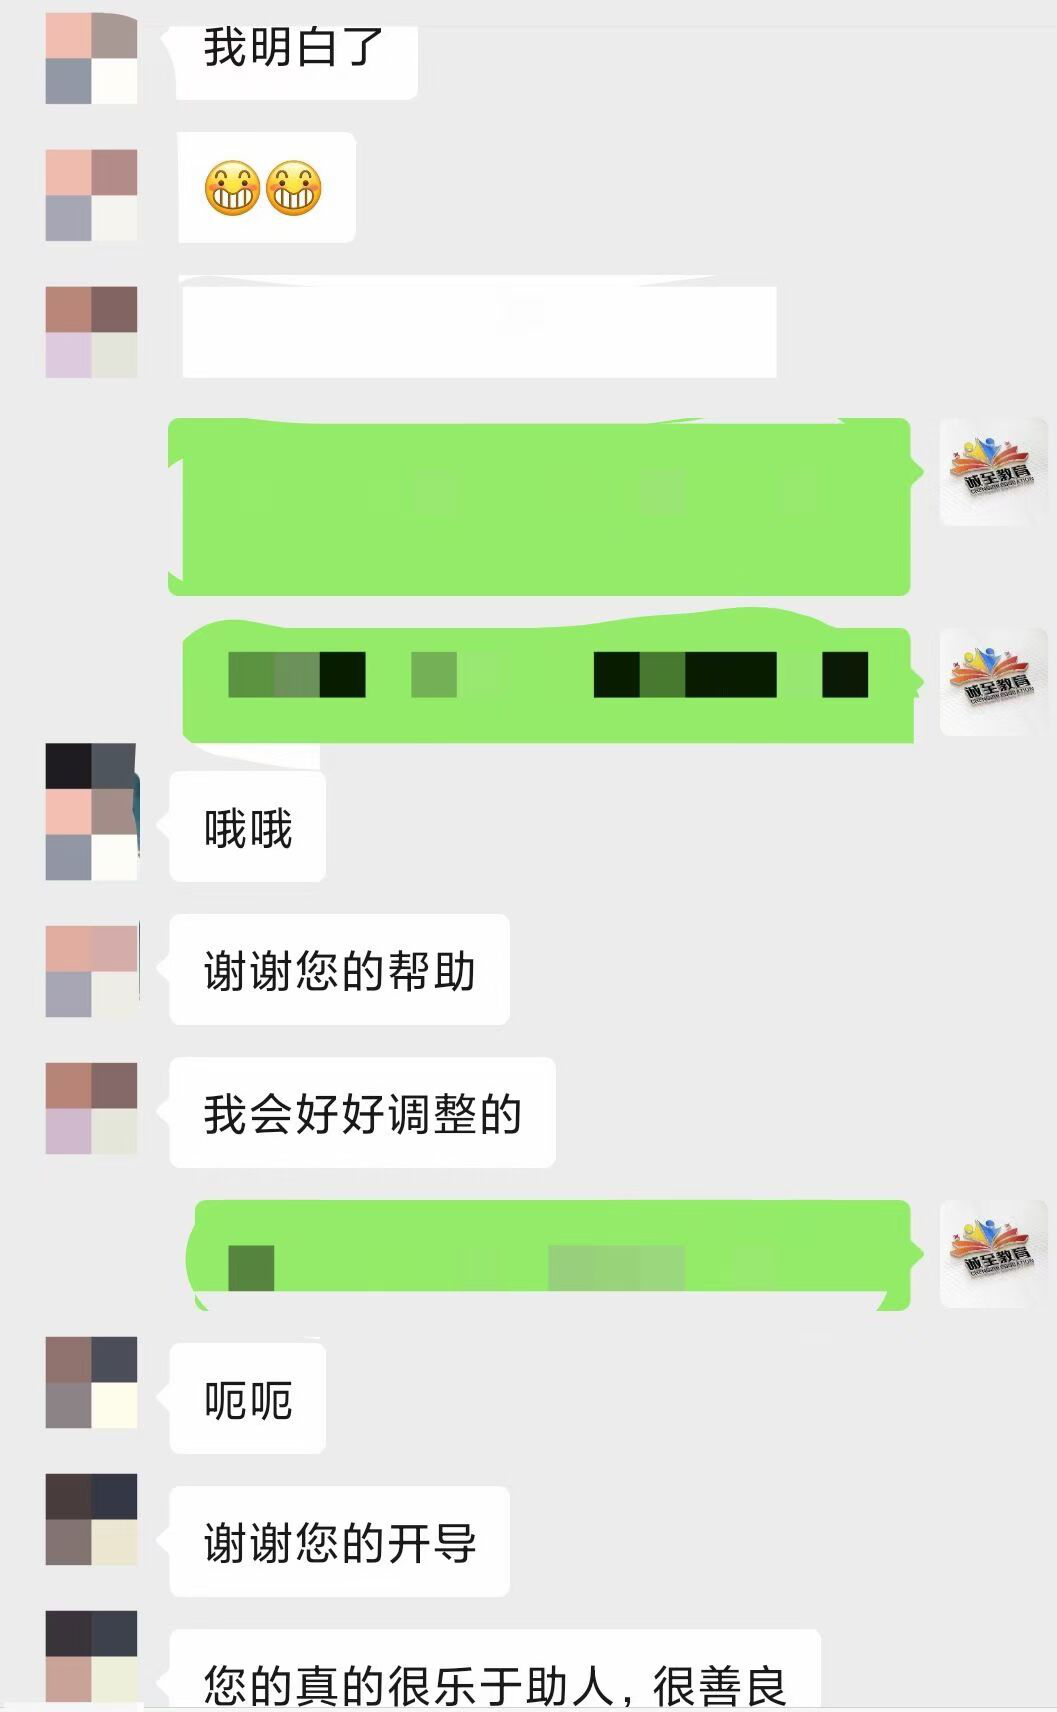 我明白了
诚至教育
诚至教育
哦哦
谢谢您的帮助
我会好好调整的
诚至教育
呃呃
谢谢您的开导
您的真的很乐于助人，很善良